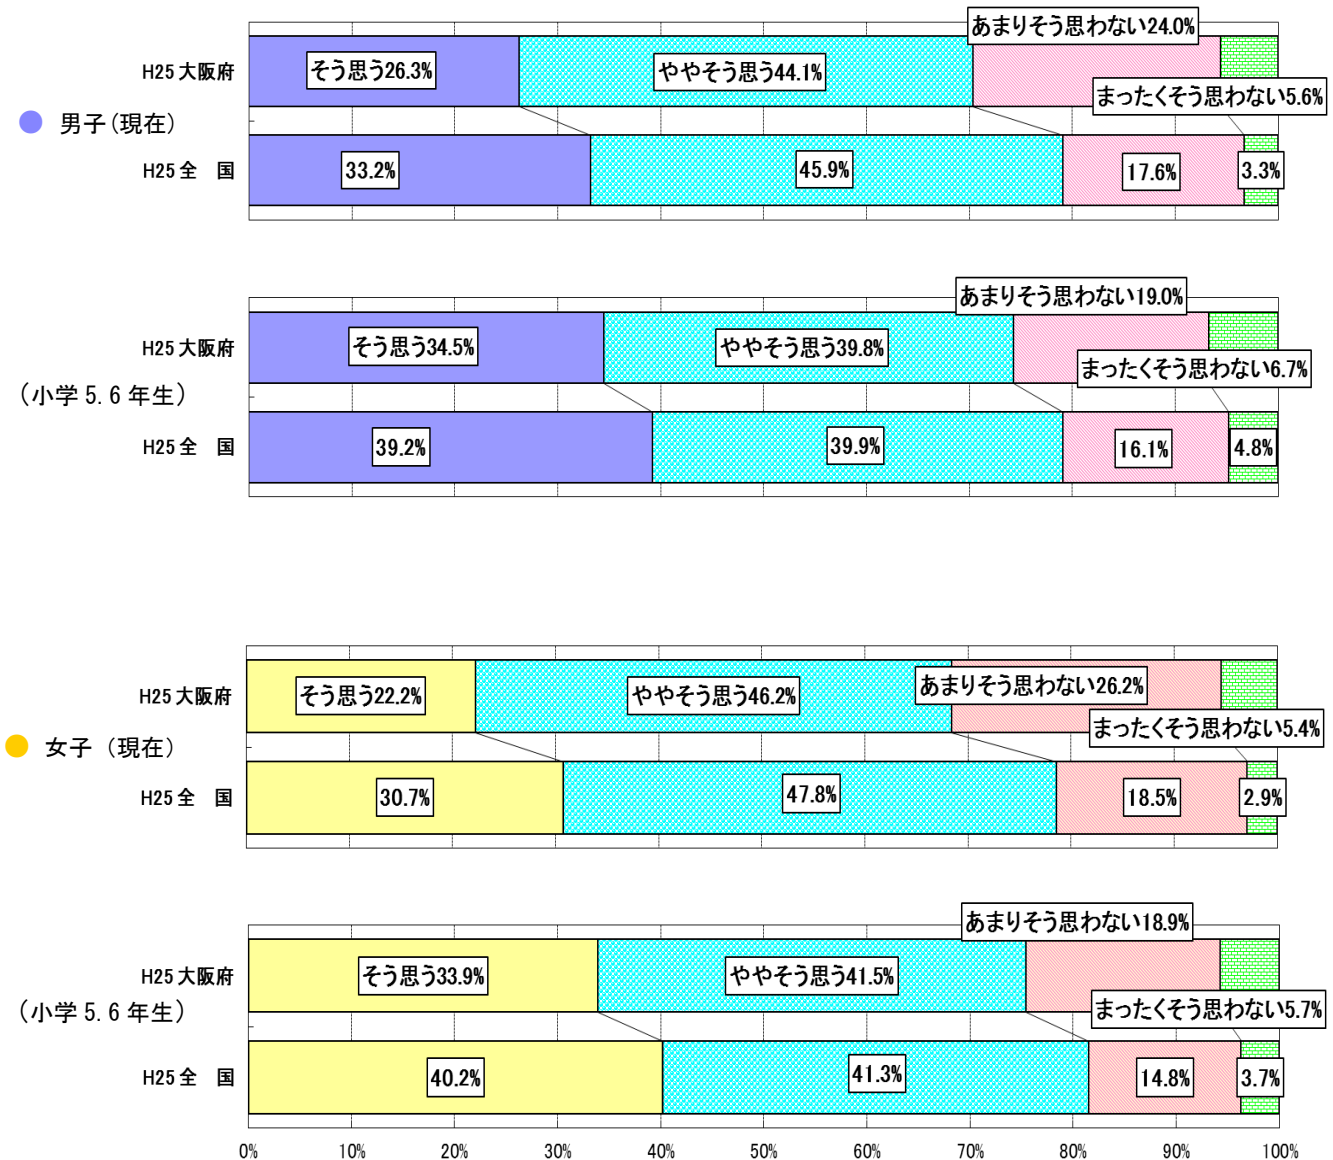 あまりそう思わない24.0%
H25 大阪府
そう思う26.3%
ややそう思う44.1%
まったくそう思わない5.6%
男子(現在)
H25 全　国
33.2%
45.9%
17.6%
3.3%
あまりそう思わない19.0%
H25 大阪府
そう思う34.5%
ややそう思う39.8%
まったくそう思わない6.7%
（小学 5. 6 年生）
H25 全　国
39.2%
39.9%
16.1%
4.8%
H25 大阪府
そう思う22.2%
ややそう思う46.2%
あまりそう思わない26.2%
まったくそう思わない5.4%
女子（現在）
H25 全　国
30.7%
47.8%
18.5%
2.9%
あまりそう思わない18.9%
H25 大阪府
そう思う33.9%
ややそう思う41.5%
まったくそう思わない5.7%
（小学 5. 6 年生）
H25 全　国
40.2%
41.3%
14.8%
3.7%
0% 10% 20% 30% 40% 50% 60% 70% 80% 90% 100%